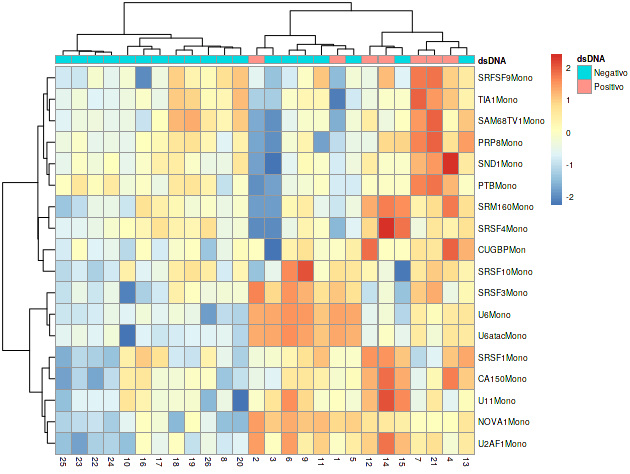 dsDNA
dsDNA
Negativo
Positivo
2
1
0
-1
-2
SRFSF9Mono
TIA1Mono
SAM68TV1Mono
PRP8Mono
SND1Mono
PTBMono
SRM160Mono
SRSF4Mono
CUGBPMon
SRSF10Mono
SRSF3Mono
U6Mono
U6atacMono
SRSF1Mono
CA150Mono
U11Mono
NOVA1Mono
U2AF1Mono
25 23 22 24 10 16 17 18 19 26 8 20 2 3 6 9 11 1 5 12 14 15 7 21 4 13